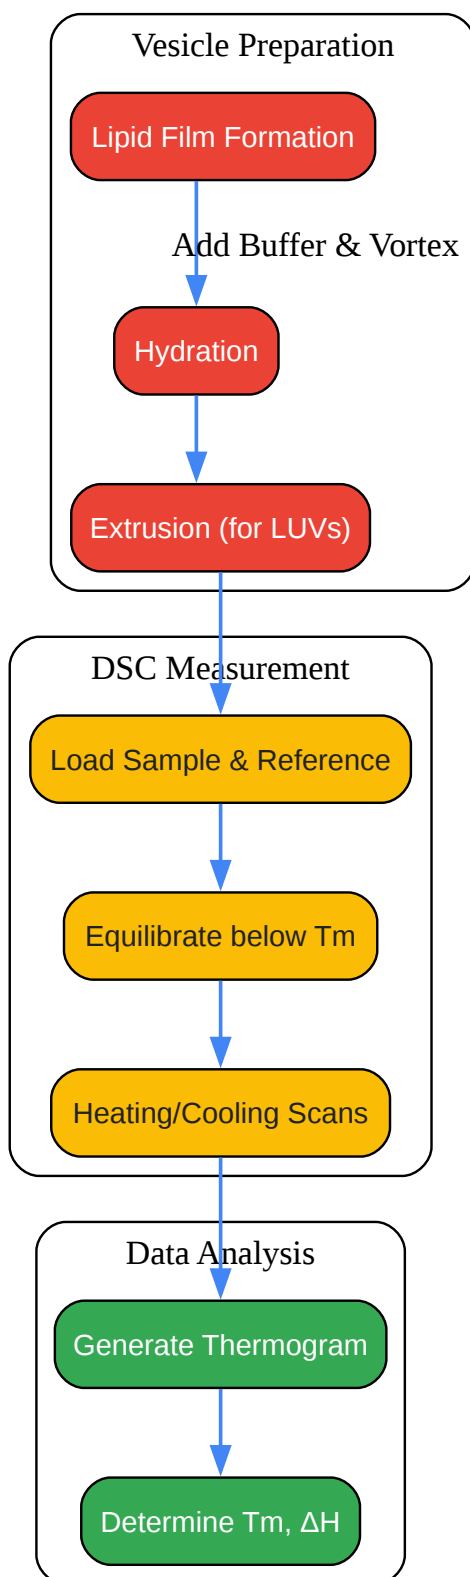 Vesicle Preparation
Lipid Film Formation
Add Buffer & Vortex
Hydration
Extrusion (for LUVs)
DSC Measurement
Load Sample & Reference
Equilibrate below Tm
Heating/Cooling Scans
Data Analysis
Generate Thermogram
Determine Tm, ΔH